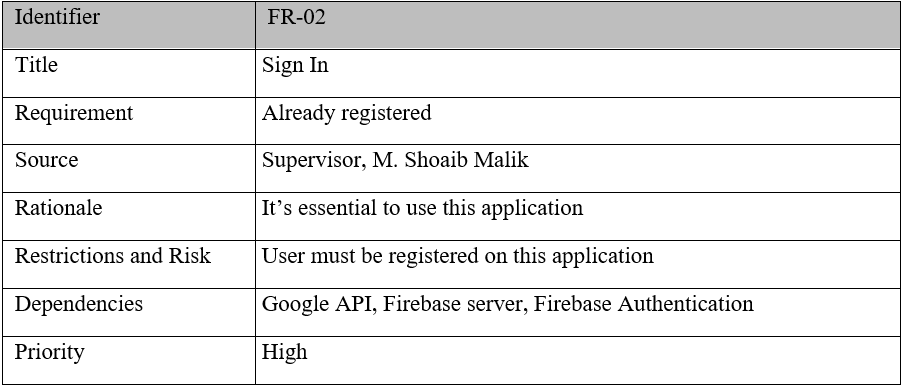 Identifier FR-02
Title Sign In
Requirement Already registered
Source Supervisor, M. Shoaib Malik
Rationale It’s essential to use this application
Restrictions and Risk User must be registered on this application
Dependencies Google API, Firebase server, Firebase Authentication
Priority High